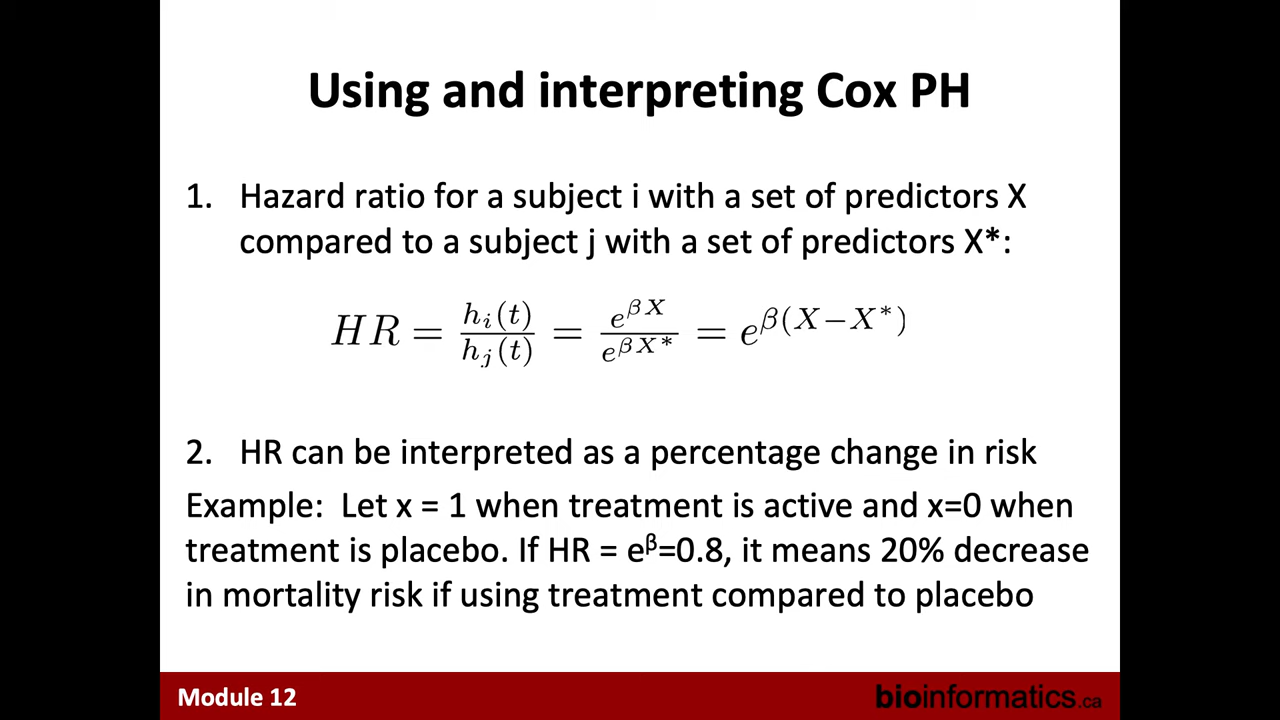 Using and interpreting Cox PH
1. Hazard ratio for a subject i with a set of predictors X
compared to a subject j with a set of predictors X*:
HR = h_i(t)/h_j(t) = e^{βX}/e^{βX*} = e^{β(X−X*)}
2. HR can be interpreted as a percentage change in risk
Example: Let x = 1 when treatment is active and x=0 when
treatment is placebo. If HR = e^β=0.8, it means 20% decrease
in mortality risk if using treatment compared to placebo
Module 12
bioinformatics.ca